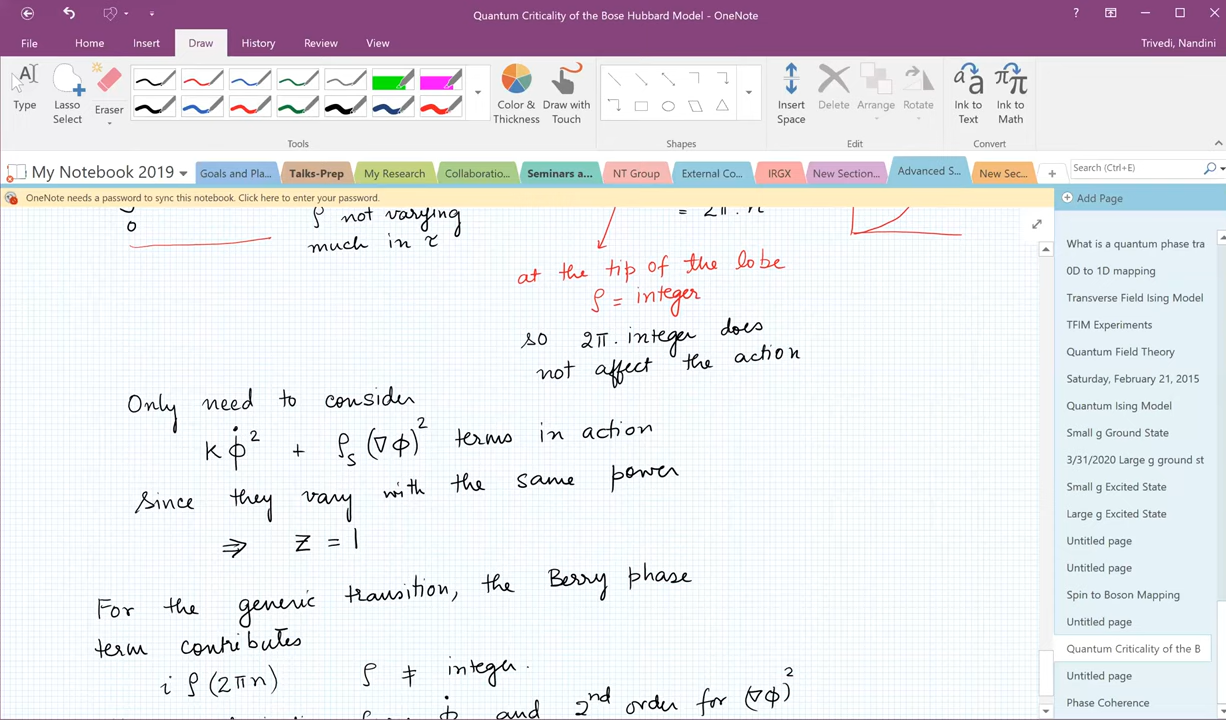 Quantum Criticality of the Bose Hubbard Model - OneNote
Trivedi, Nandini
File Home Insert Draw History Review View
Type
Lasso Select
Eraser
Color & Thickness
Draw with Touch
Insert Space
Delete
Arrange
Rotate
Ink to Text
Ink to Math
Tools
Shapes
Edit
Convert
My Notebook 2019
Goals and Pla...
Talks-Prep
My Research
Collaboratio...
Seminars a...
NT Group
External Co...
IRGX
New Section...
Advanced S...
New Sec...
Search (Ctrl+E)
OneNote needs a password to sync this notebook. Click here to enter your password.
Add Page
What is a quantum phase tra
0D to 1D mapping
Transverse Field Ising Model
TFIM Experiments
Quantum Field Theory
Saturday, February 21, 2015
Quantum Ising Model
Small g Ground State
3/31/2020 Large g ground st
Small g Excited State
Large g Excited State
Untitled page
Untitled page
Spin to Boson Mapping
Untitled page
Quantum Criticality of the B
Untitled page
Phase Coherence
0
ρ not varying
much in τ
= 2π. n
at the tip of the lobe
ρ = integer
so 2π. integer does
not affect the action
Only need to consider
κ φ̇² + ρₛ (∇φ)² terms in action
since they vary with the same power
⇒ z = 1
For the generic transition, the Berry phase
term contributes
i ρ (2πn) ρ ≠ integer.
φ̇ and 2nd order for (∇φ)²